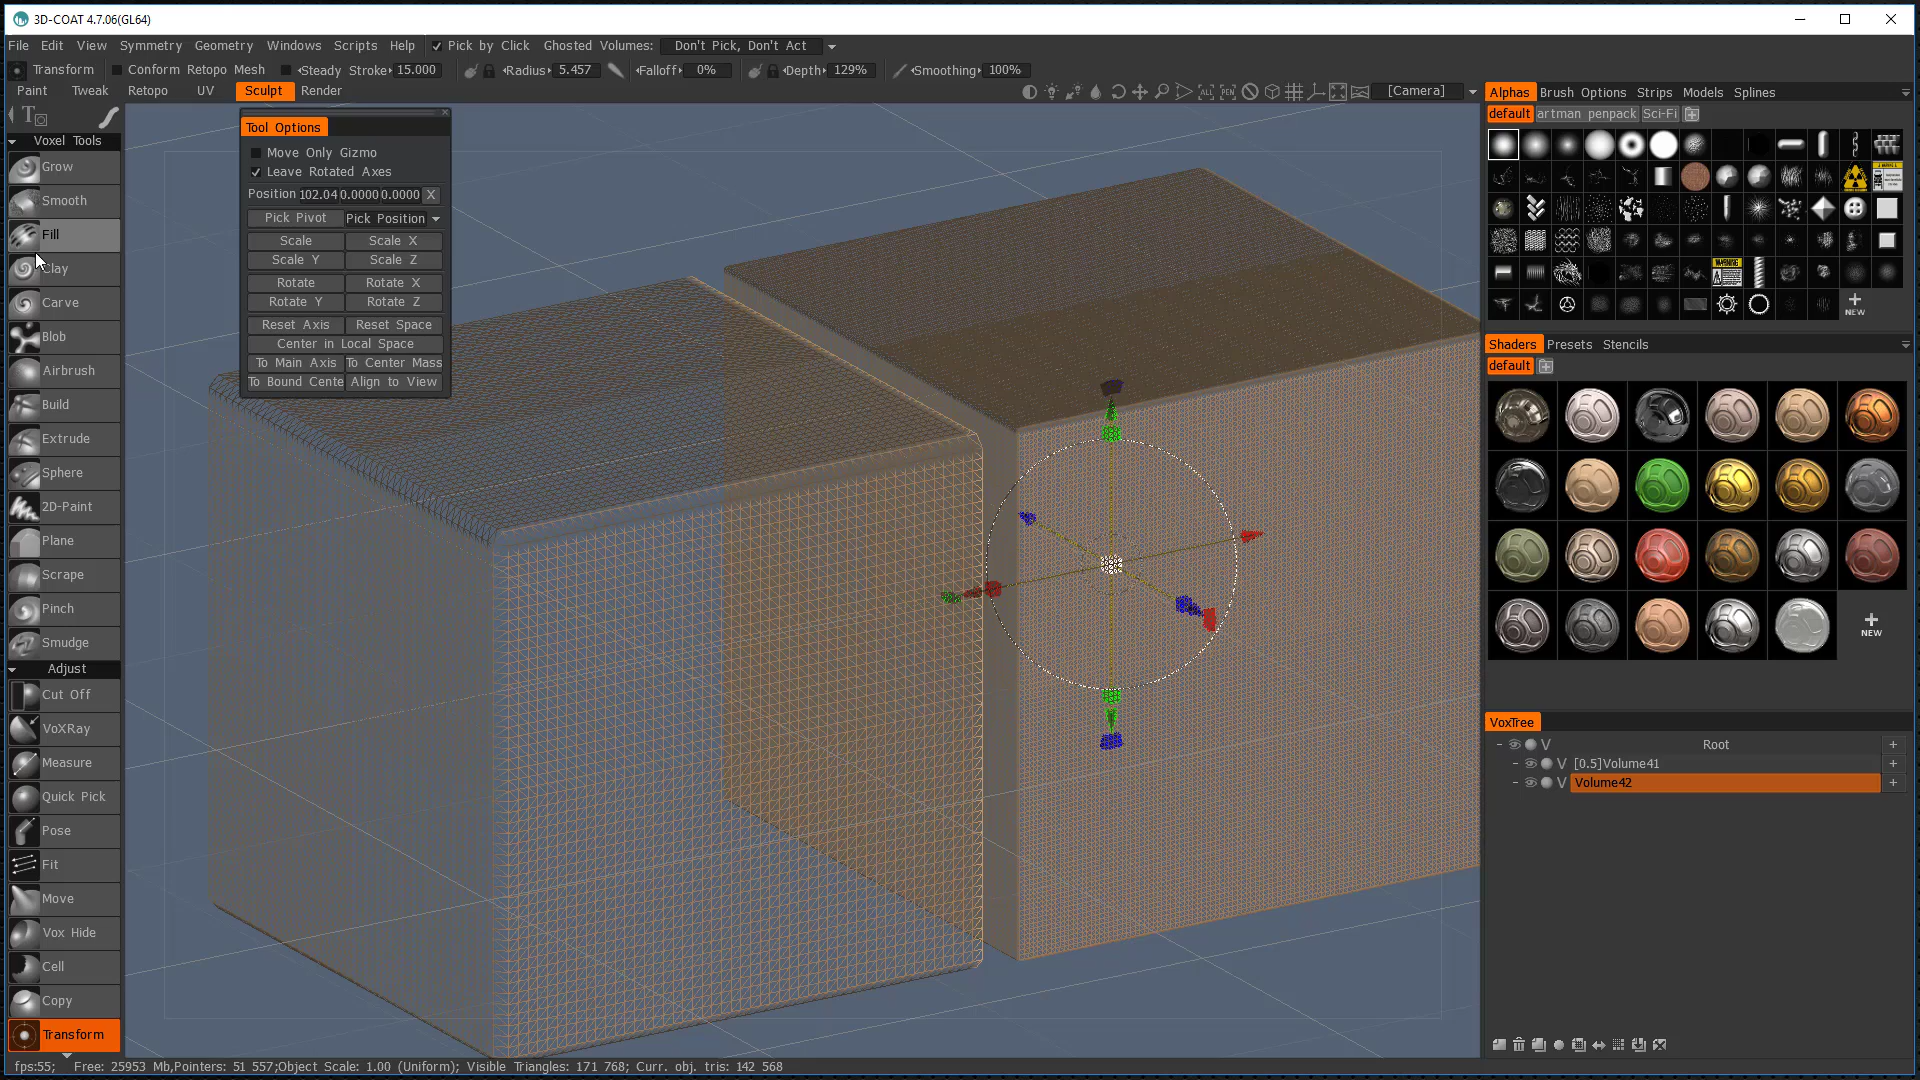 3D-COAT 4.7.06(GL64)
File Edit View Symmetry Geometry Windows Scripts Help Pick by Click Ghosted Volumes: Don't Pick, Don't Act
Transform Conform Retopo Mesh Steady Stroke 15.000 Radius 5.457 Falloff 0% Depth 129% Smoothing 100%
Paint Tweak Retopo UV Sculpt Render [Camera]
Voxel Tools
Grow
Smooth
Fill
Clay
Carve
Blob
Airbrush
Build
Extrude
Sphere
2D-Paint
Plane
Scrape
Pinch
Smudge
Adjust
Cut Off
VoXRay
Measure
Quick Pick
Pose
Fit
Move
Vox Hide
Cell
Copy
Transform
Tool Options
Move Only Gizmo
Leave Rotated Axes
Position 102.04 0.0000 0.0000 X
Pick Pivot Pick Position
Scale Scale X
Scale Y Scale Z
Rotate Rotate X
Rotate Y Rotate Z
Reset Axis Reset Space
Center in Local Space
To Main Axis To Center Mass
To Bound Cente Align to View
Alphas Brush Options Strips Models Splines
default artman penpack Sci-Fi
NEW
Shaders Presets Stencils
default
NEW
VoxTree
V Root +
V [0.5]Volume41 +
V Volume42 +
fps:55; Free: 25953 Mb,Pointers: 51 557;Object Scale: 1.00 (Uniform); Visible Triangles: 171 768; Curr. obj. tris: 142 568